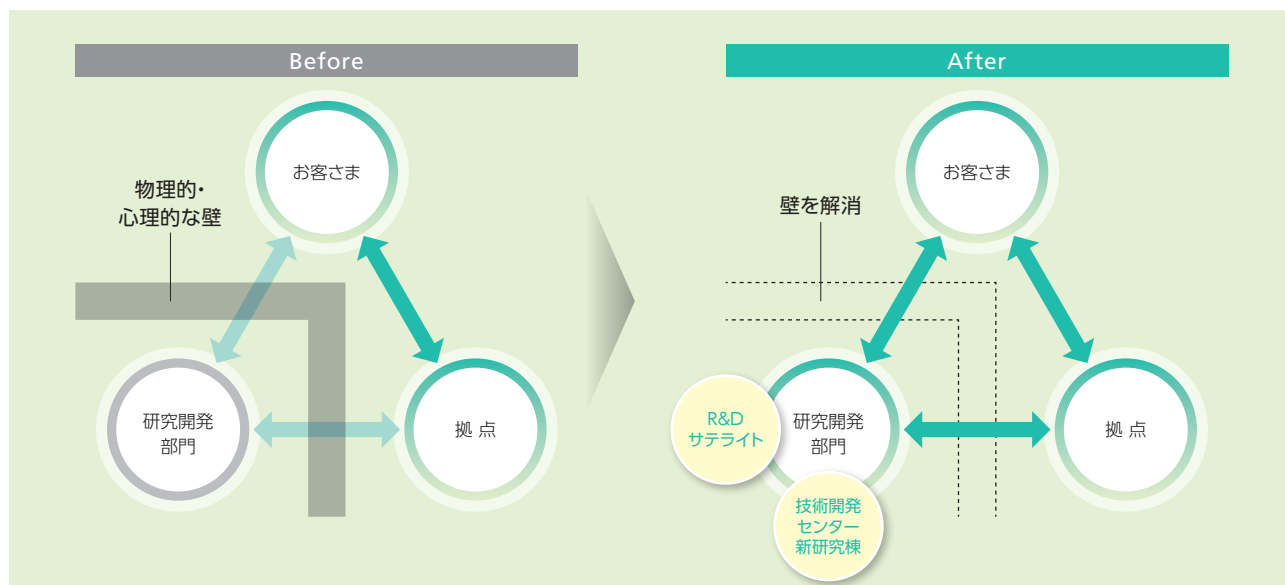 Before
お客さま
物理的・
心理的な壁
研究開発
部門
拠 点
After
お客さま
壁を解消
R&D
サテライト
研究開発
部門
拠 点
技術開発
センター
新研究棟